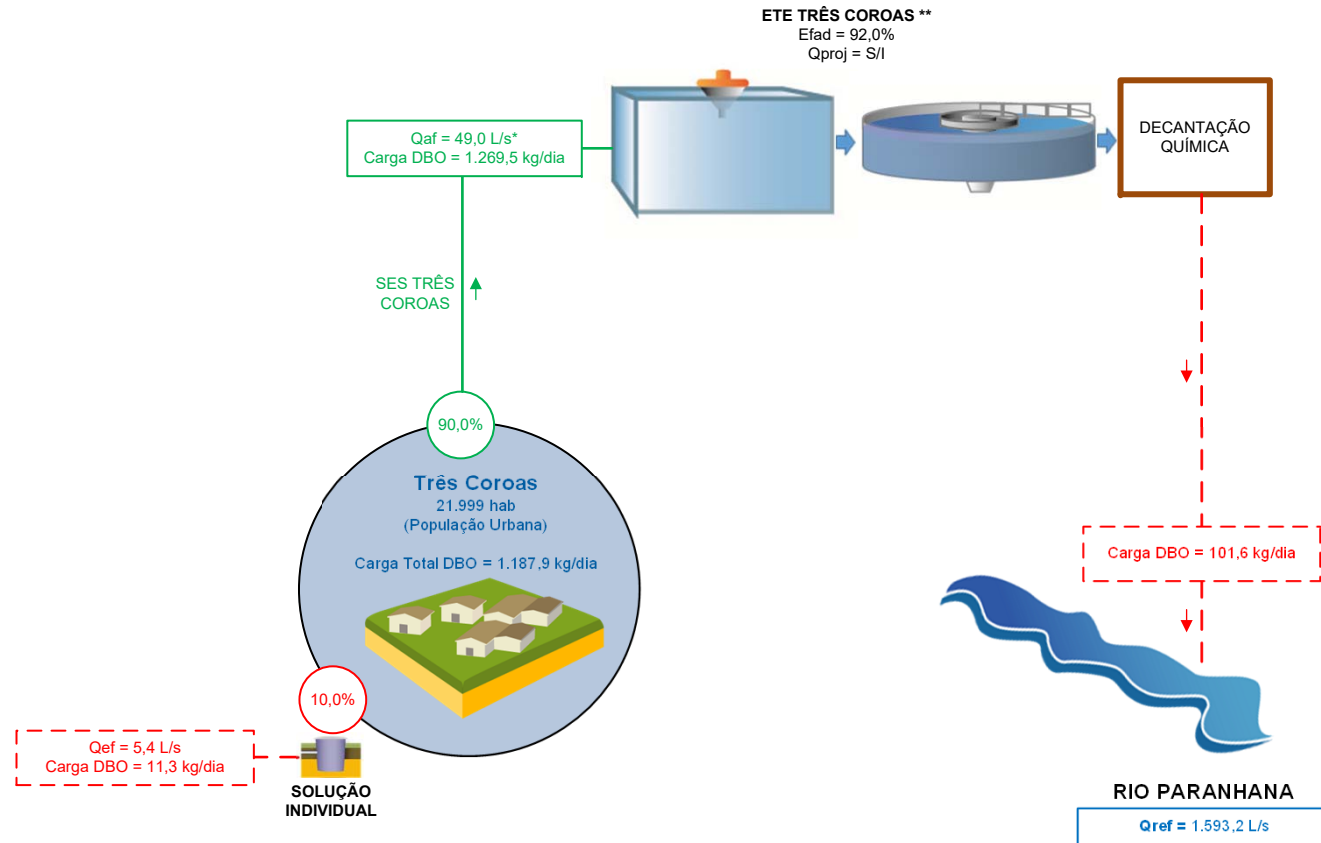 ETE TRÊS COROAS **
Efad = 92,0%
Qproj = S/I
Qaf = 49,0 L/s*
Carga DBO = 1.269,5 kg/dia
DECANTAÇÃO
QUÍMICA
SES TRÊS
COROAS
90,0%
Três Coroas
21.999 hab
(População Urbana)
Carga Total DBO = 1.187,9 kg/dia
Carga DBO = 101,6 kg/dia
10,0%
Qef = 5,4 L/s
Carga DBO = 11,3 kg/dia
SOLUÇÃO
INDIVIDUAL
RIO PARANHANA
Qref = 1.593,2 L/s